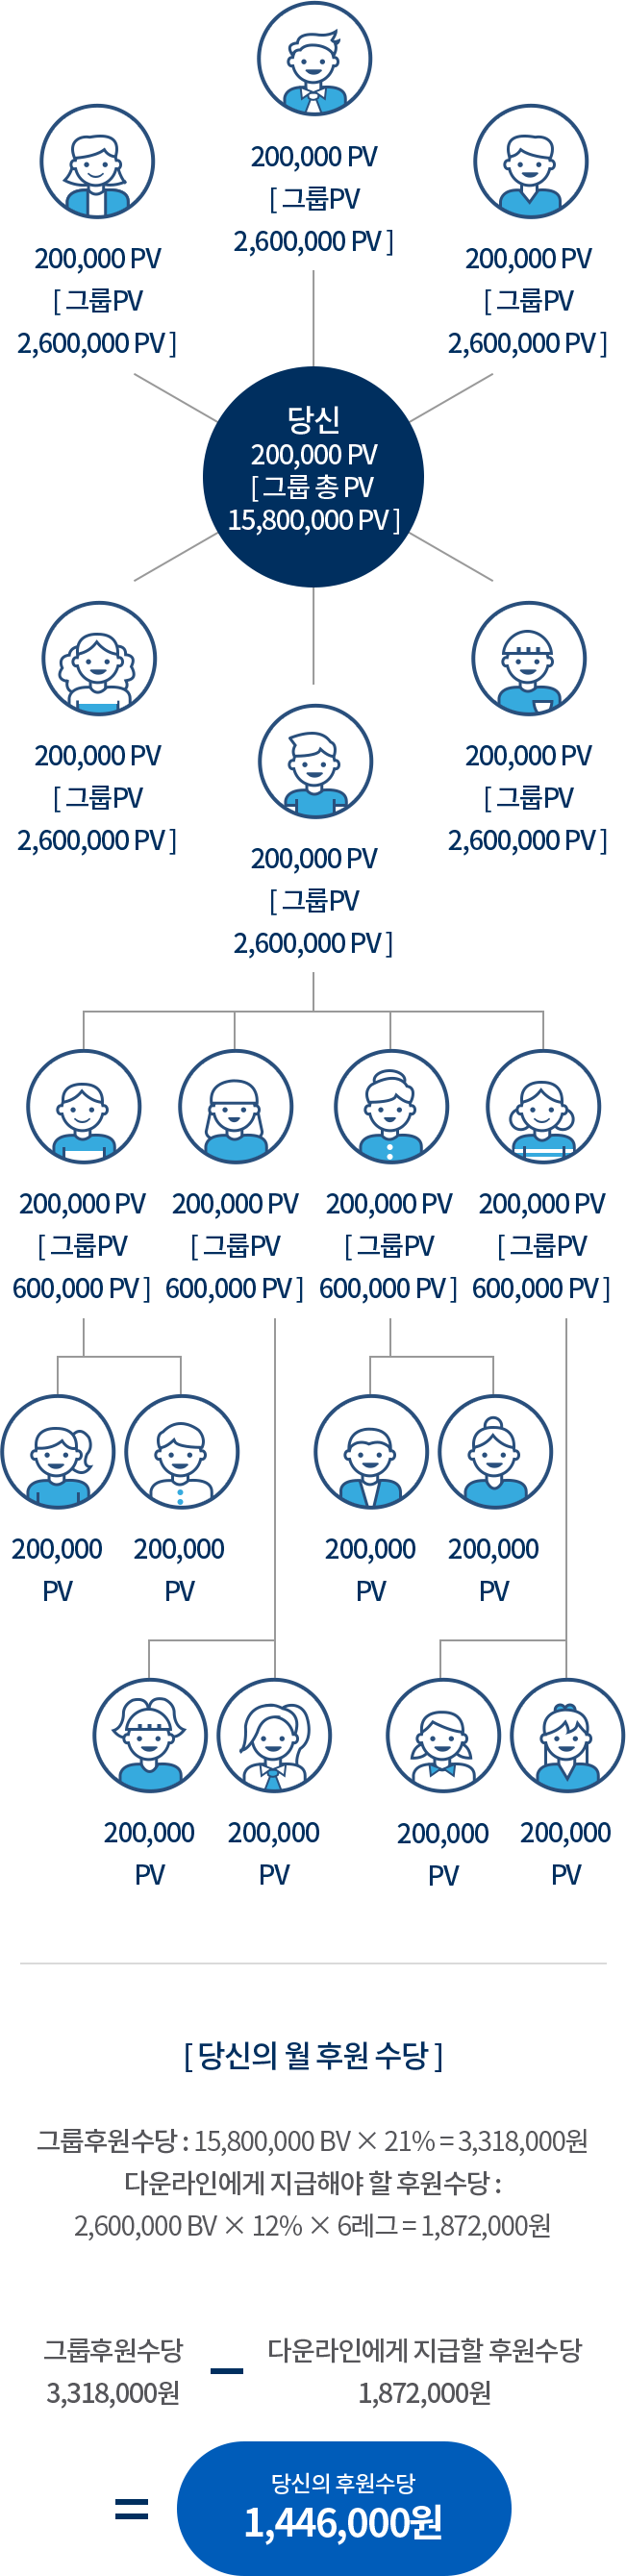 200,000 PV
[ 그룹PV
2,600,000 PV ]
200,000 PV
[ 그룹PV
2,600,000 PV ]
200,000 PV
[ 그룹PV
2,600,000 PV ]
당신
200,000 PV
[ 그룹 총 PV
15,800,000 PV ]
200,000 PV
[ 그룹PV
2,600,000 PV ]
200,000 PV
[ 그룹PV
2,600,000 PV ]
200,000 PV
[ 그룹PV
2,600,000 PV ]
200,000 PV
[ 그룹PV
600,000 PV ]
200,000 PV
[ 그룹PV
600,000 PV ]
200,000 PV
[ 그룹PV
600,000 PV ]
200,000 PV
[ 그룹PV
600,000 PV ]
200,000
PV
200,000
PV
200,000
PV
200,000
PV
200,000
PV
200,000
PV
200,000
PV
200,000
PV
[ 당신의 월 후원 수당 ]
그룹후원수당 : 15,800,000 BV × 21% = 3,318,000원
다운라인에게 지급해야 할 후원수당 :
2,600,000 BV × 12% × 6레그 = 1,872,000원
그룹후원수당
3,318,000원
−
다운라인에게 지급할 후원수당
1,872,000원
=
당신의 후원수당
1,446,000원